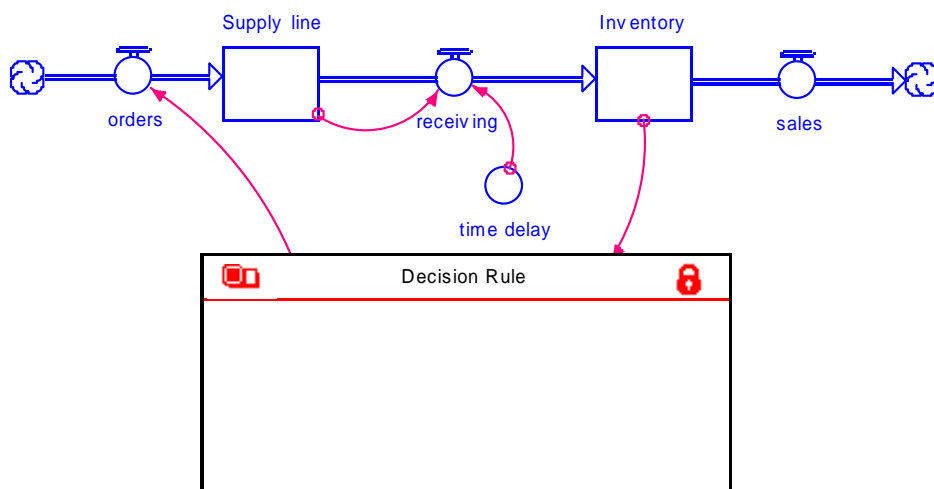 Supply line
Inventory
orders
receiving
sales
time delay
Decision Rule